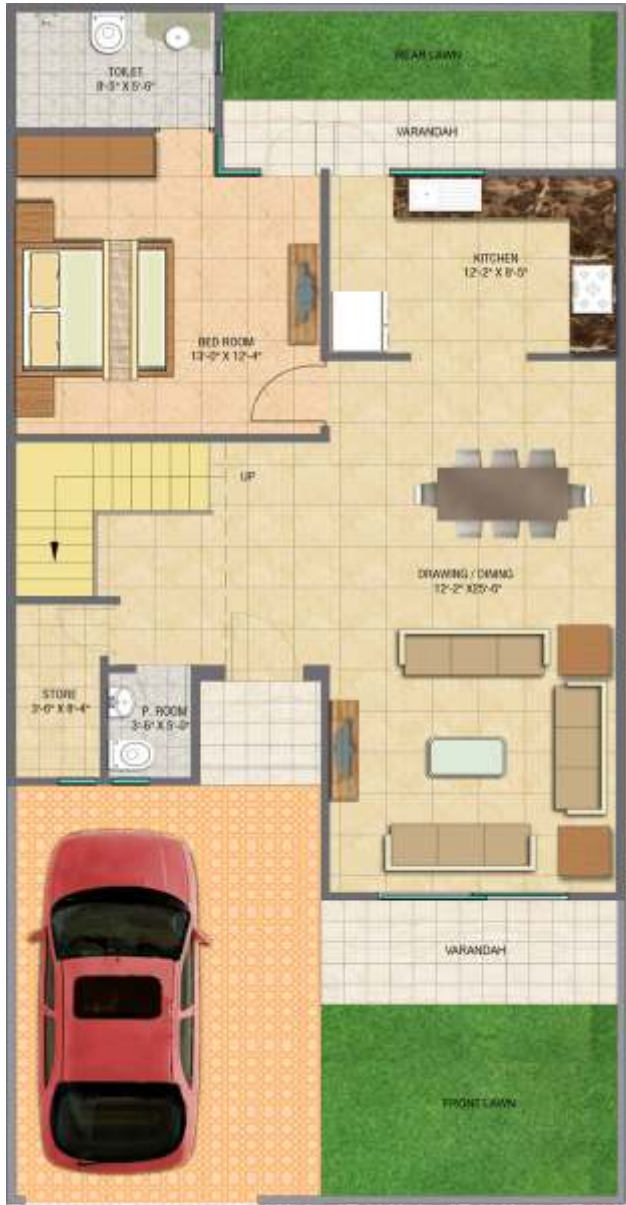 REAR LAWN
TOILET
8'-5" X 5'-6"
VARANDAH
KITCHEN
12'-2" X 8'-5"
BED ROOM
13'-0" X 12'-4"
UP
DRAWING / DINING
12'-2" X25'-6"
STORE
3'-6" X 8'-4"
P. ROOM
3'-6" X 5'-0"
VARANDAH
FRONT LAWN